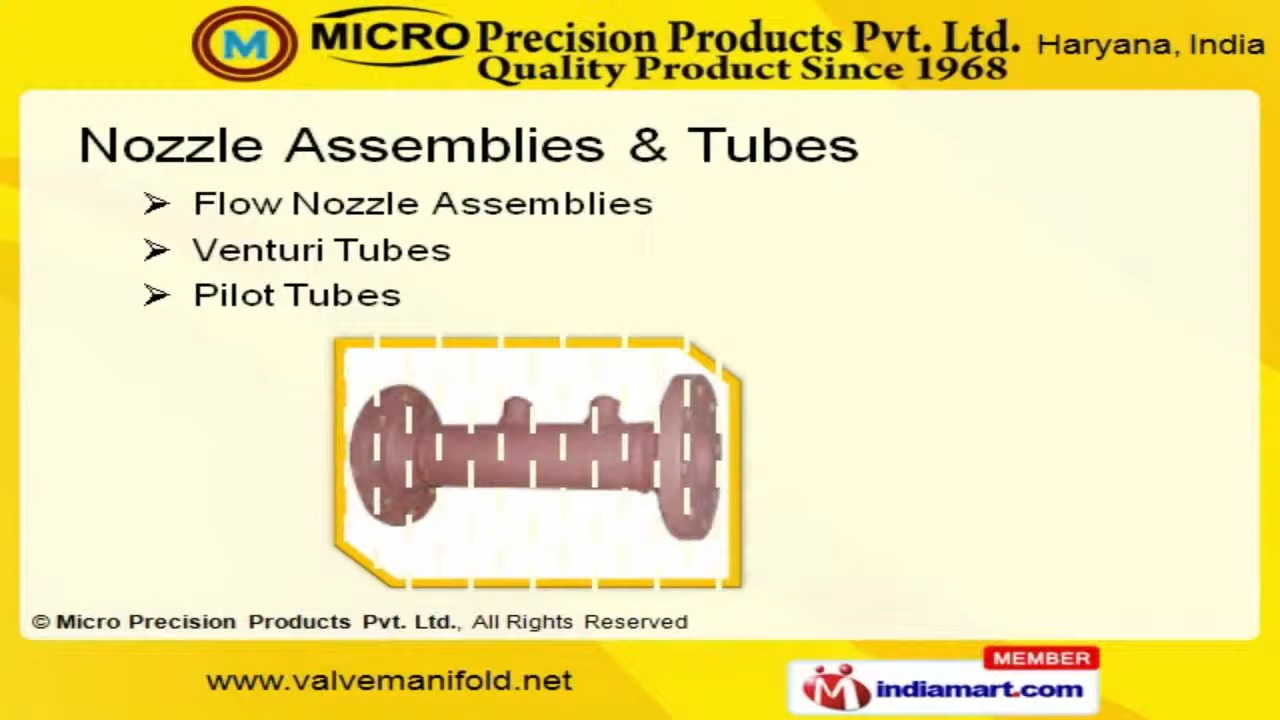 M MICRO Precision Products Pvt. Ltd. Haryana, India
Quality Product Since 1968
Nozzle Assemblies & Tubes
➢ Flow Nozzle Assemblies
➢ Venturi Tubes
➢ Pilot Tubes
© Micro Precision Products Pvt. Ltd., All Rights Reserved
www.valvemanifold.net
MEMBER
indiamart.com